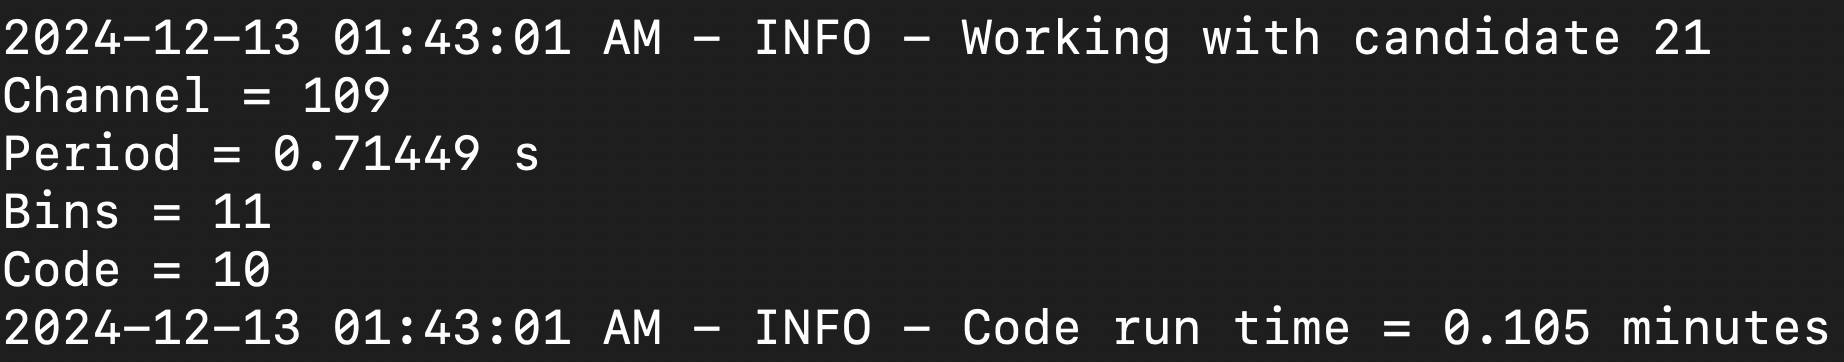 2024-12-13 01:43:01 AM - INFO - Working with candidate 21
Channel = 109
Period = 0.71449 s
Bins = 11
Code = 10
2024-12-13 01:43:01 AM - INFO - Code run time = 0.105 minutes